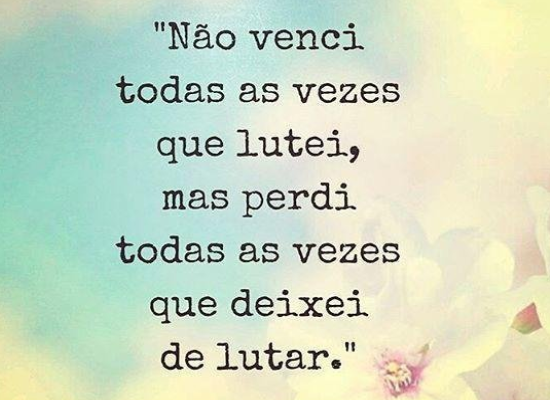 "Não venci
todas as vezes
que lutei,
mas perdi
todas as vezes
que deixei
de lutar."